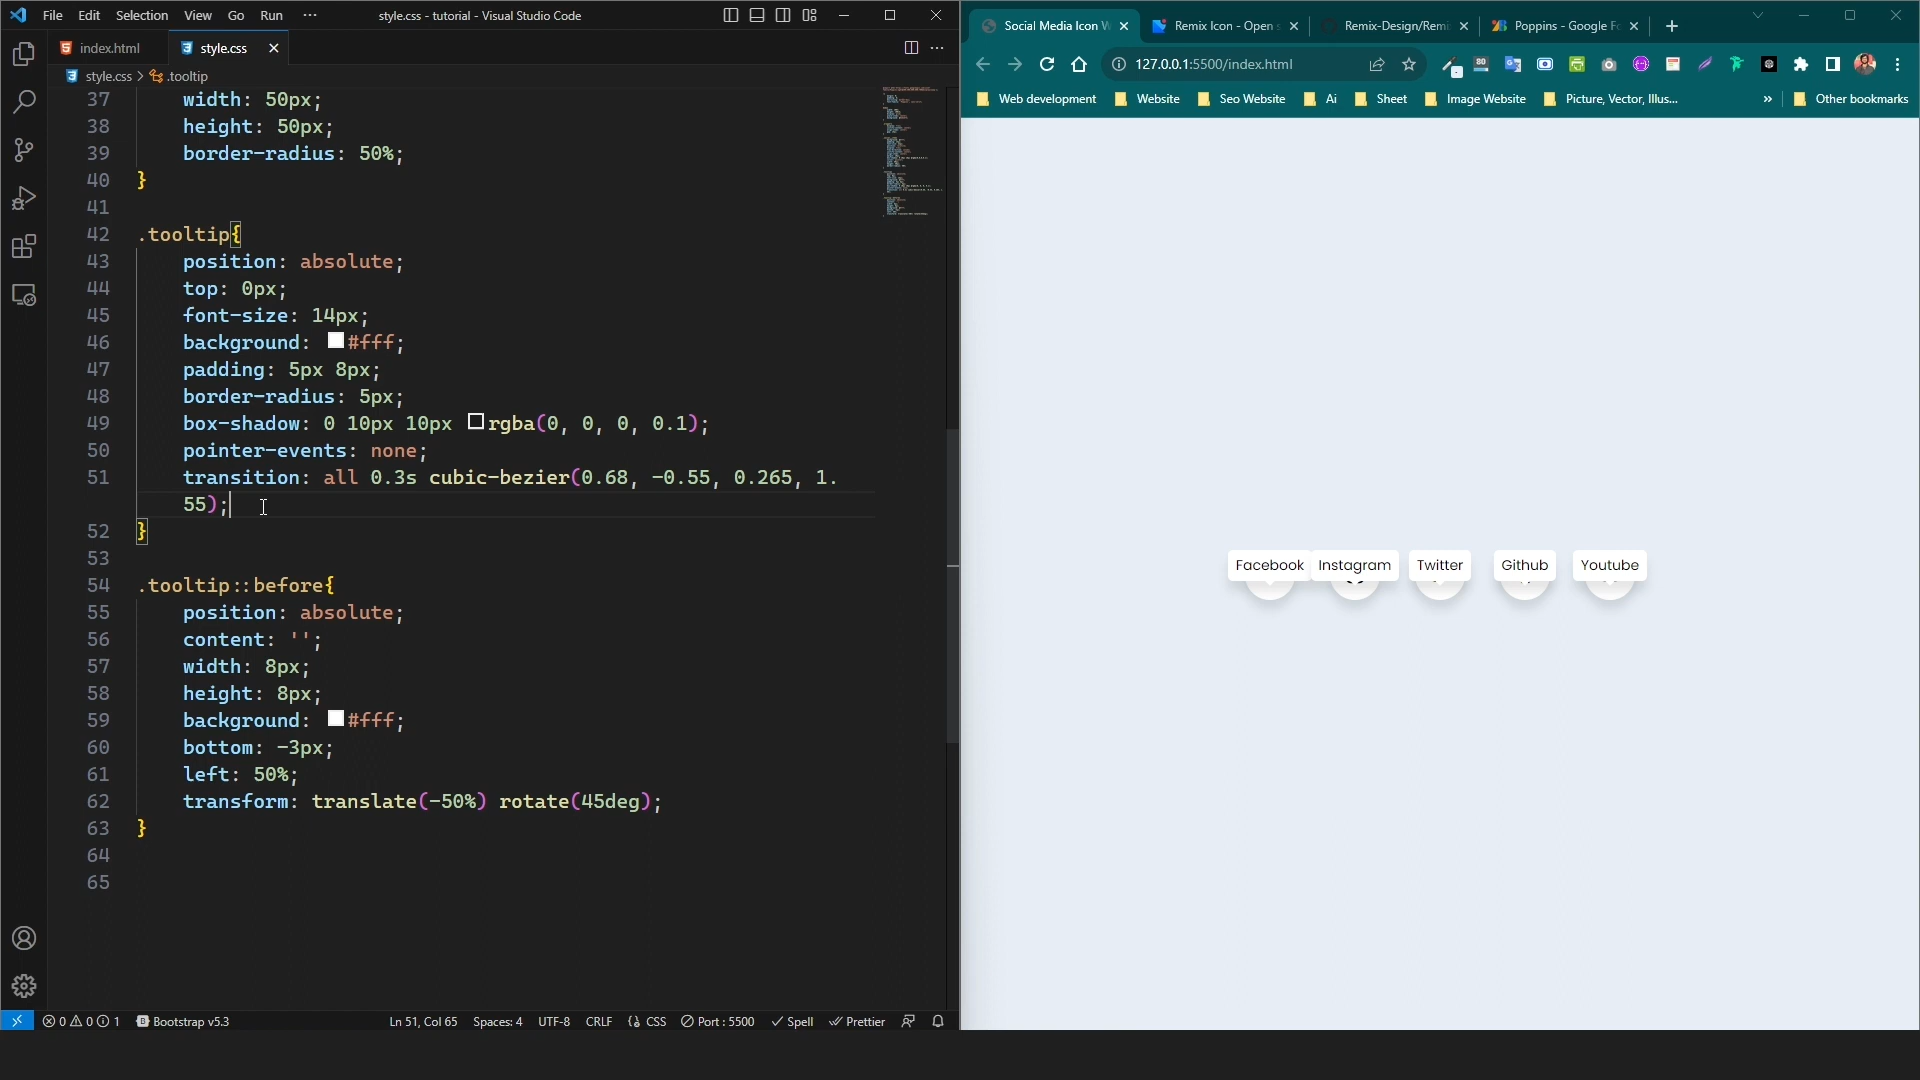 File Edit Selection View Go Run ··· style.css - tutorial - Visual Studio Code
index.html style.css
style.css > .tooltip
37 width: 50px;
38 height: 50px;
39 border-radius: 50%;
40 }
41
42 .tooltip{
43 position: absolute;
44 top: 0px;
45 font-size: 14px;
46 background: #fff;
47 padding: 5px 8px;
48 border-radius: 5px;
49 box-shadow: 0 10px 10px rgba(0, 0, 0, 0.1);
50 pointer-events: none;
51 transition: all 0.3s cubic-bezier(0.68, -0.55, 0.265, 1.
55);
52 }
53
54 .tooltip::before{
55 position: absolute;
56 content: '';
57 width: 8px;
58 height: 8px;
59 background: #fff;
60 bottom: -3px;
61 left: 50%;
62 transform: translate(-50%) rotate(45deg);
63 }
64
65
0 0 1 Bootstrap v5.3 Ln 51, Col 65 Spaces: 4 UTF-8 CRLF CSS Port : 5500 Spell Prettier
Social Media Icon Remix Icon - Open s Remix-Design/Remi Poppins - Google Fo
127.0.0.1:5500/index.html 80
Web development Website Seo Website Ai Sheet Image Website Picture, Vector, Illus... » Other bookmarks
Facebook Instagram Twitter Github Youtube